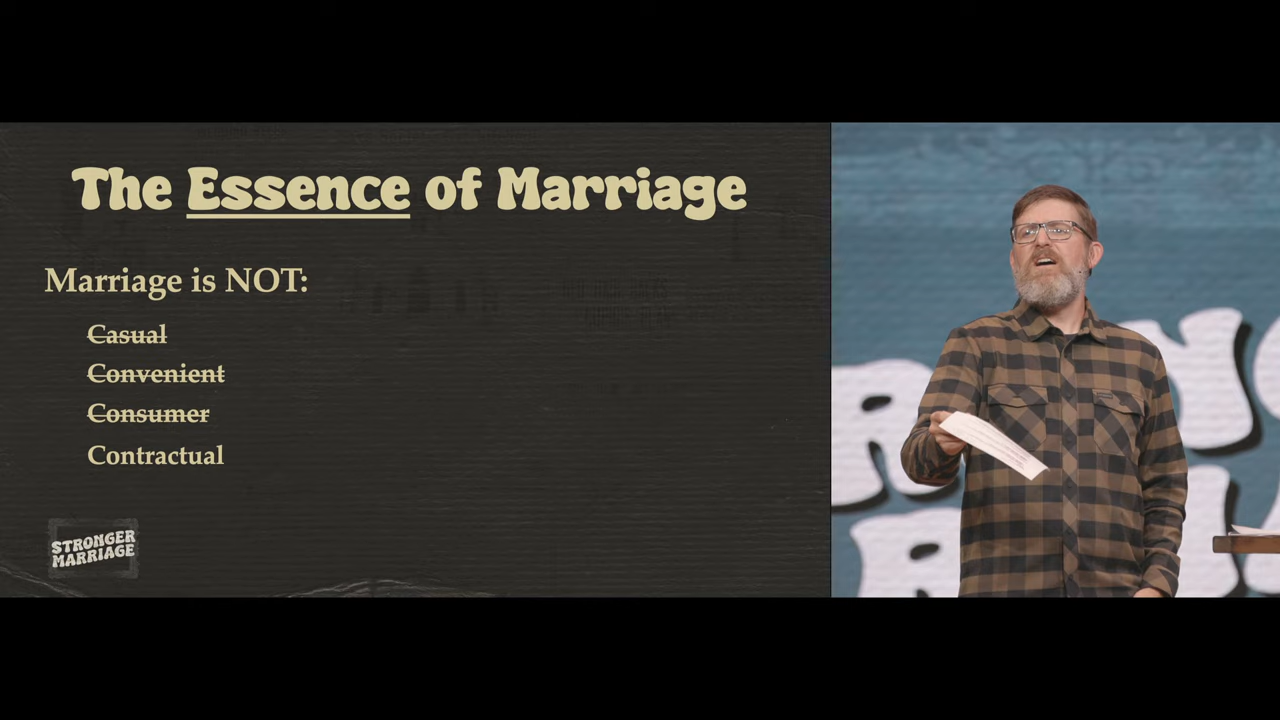 The Essence of Marriage
Marriage is NOT:
Casual
Convenient
Consumer
Contractual
STRONGER
MARRIAGE